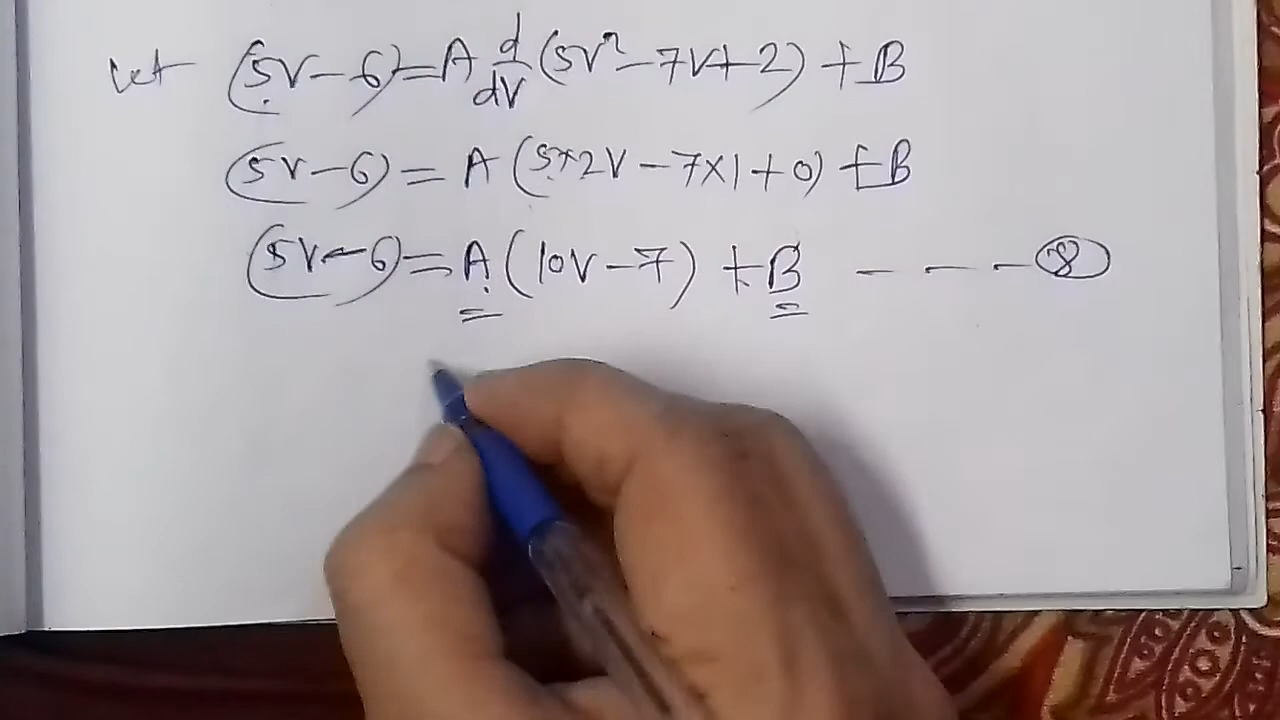 let (5v-6)=A d/dv (5v²-7v+2)+B
(5v-6)=A(5×2v-7×1+0)+B
(5v-6)=A(10v-7)+B - - - ⑧